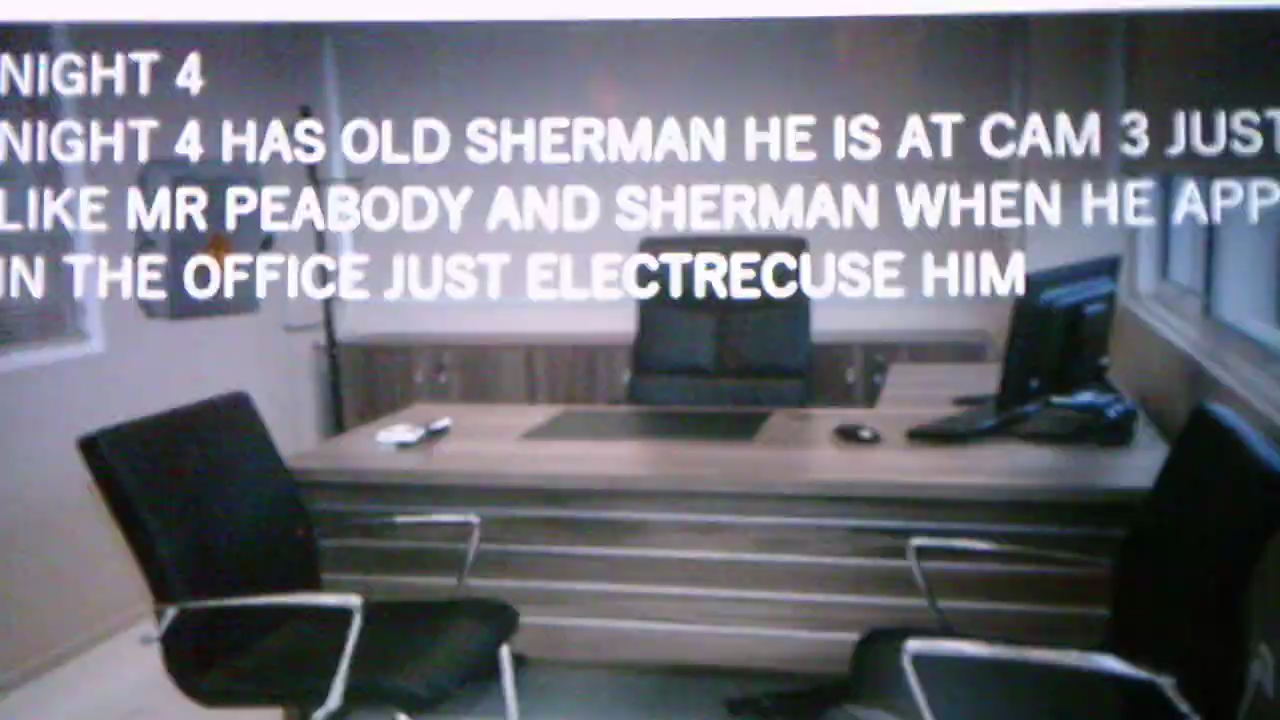 NIGHT 4
NIGHT 4 HAS OLD SHERMAN HE IS AT CAM 3 JUST
LIKE MR PEABODY AND SHERMAN WHEN HE APP
IN THE OFFICE JUST ELECTRECUSE HIM